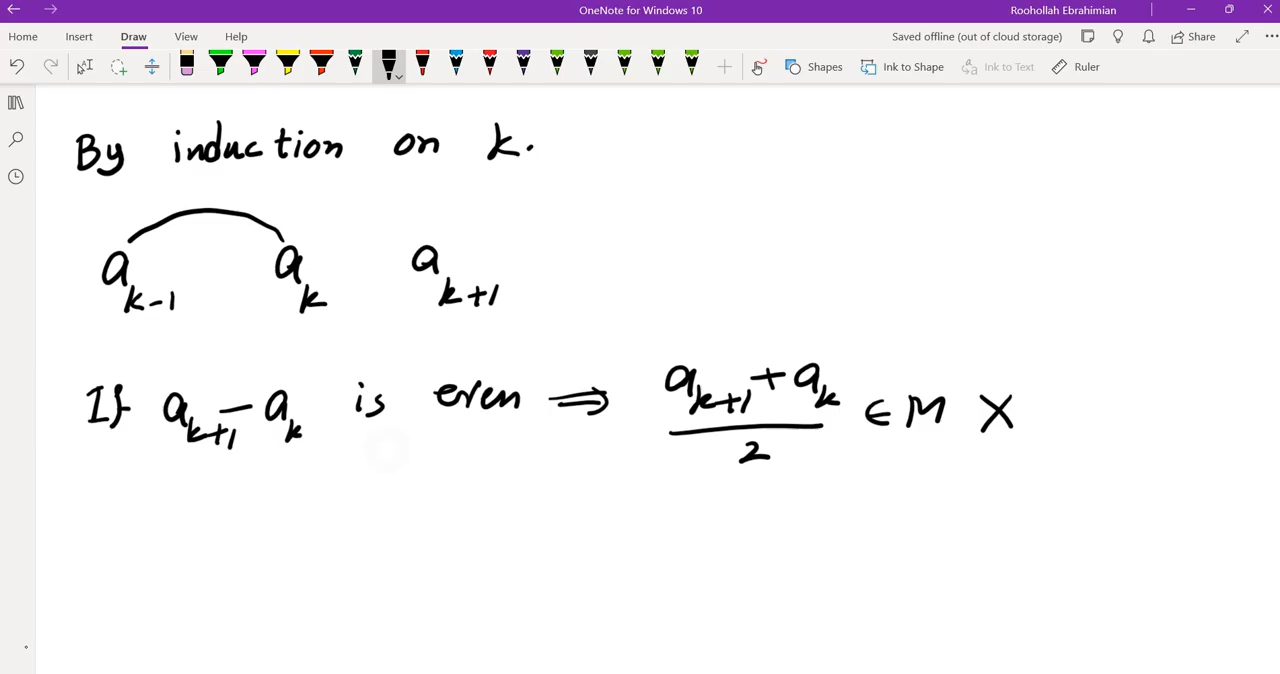 OneNote for Windows 10
Roohollah Ebrahimian
Home Insert Draw View Help
Saved offline (out of cloud storage)
Share
Shapes Ink to Shape Ink to Text Ruler
By induction on k.
a_{k-1} a_k a_{k+1}
If a_{k+1} - a_k is even ⇒ \frac{a_{k+1} + a_k}{2} ∈ M X